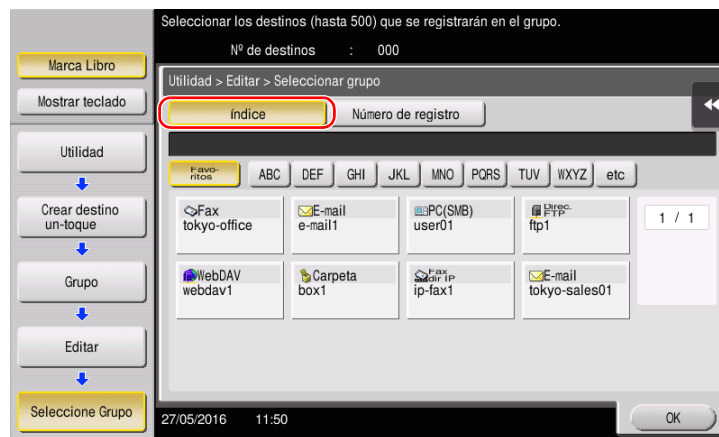 Seleccionar los destinos (hasta 500) que se registrarán en el grupo.
Nº de destinos : 000
Marca Libro
Mostrar teclado
Utilidad
Crear destino
un-toque
Grupo
Editar
Seleccione Grupo
Utilidad > Editar > Seleccionar grupo
índice
Número de registro
Favo-
ritos
ABC DEF GHI JKL MNO PQRS TUV WXYZ etc
Fax
tokyo-office
E-mail
e-mail1
PC(SMB)
user01
Direc.
FTP
ftp1
1 / 1
WebDAV
webdav1
Carpeta
box1
Fax
dir IP
ip-fax1
E-mail
tokyo-sales01
27/05/2016 11:50
OK